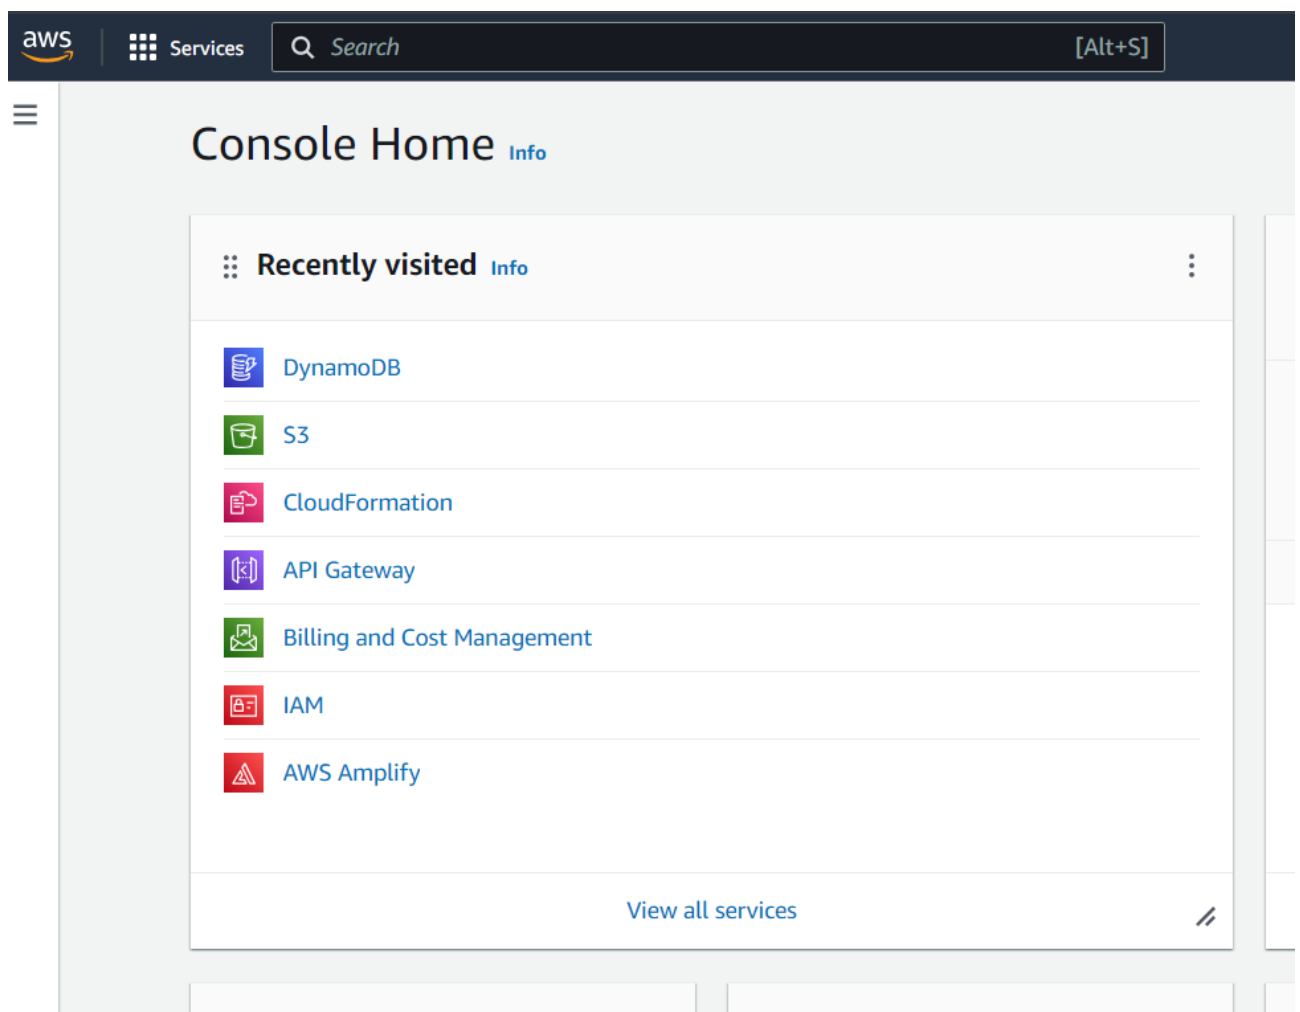 aws Services Search [Alt+S]
Console Home Info
Recently visited Info
DynamoDB
S3
CloudFormation
API Gateway
Billing and Cost Management
IAM
AWS Amplify
View all services